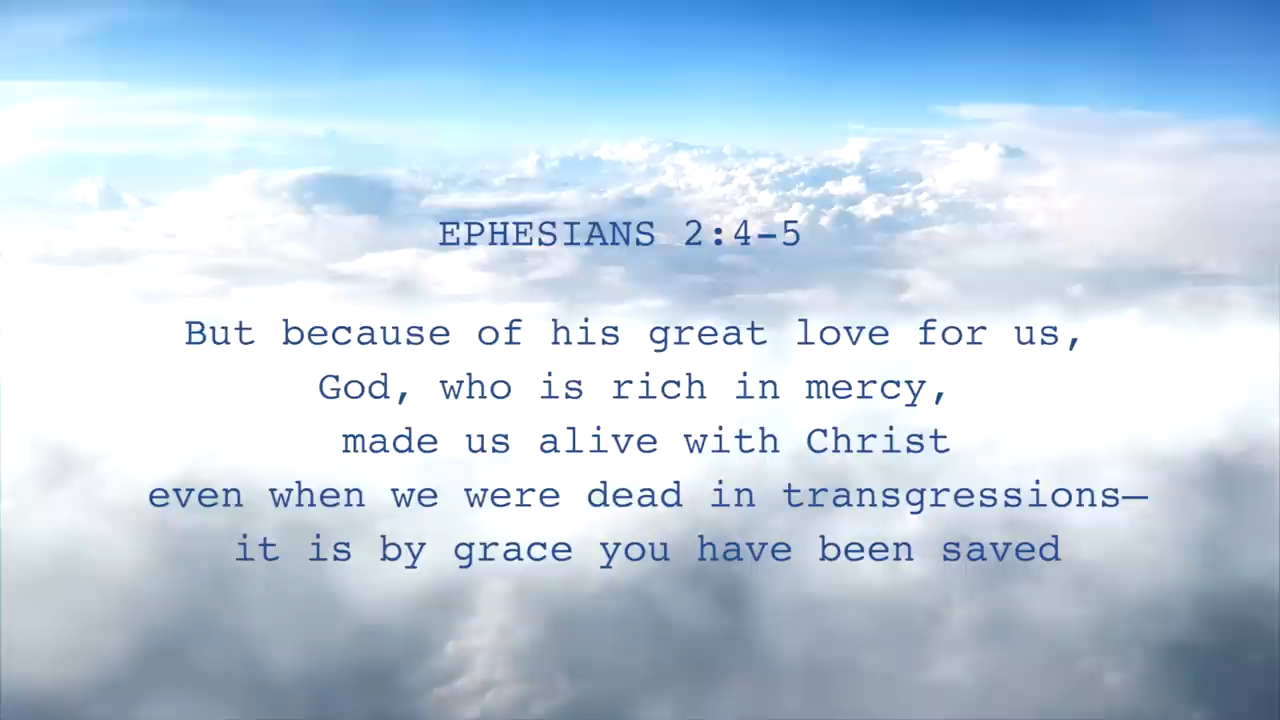 EPHESIANS 2:4-5
But because of his great love for us,
God, who is rich in mercy,
made us alive with Christ
even when we were dead in transgressions—
it is by grace you have been saved